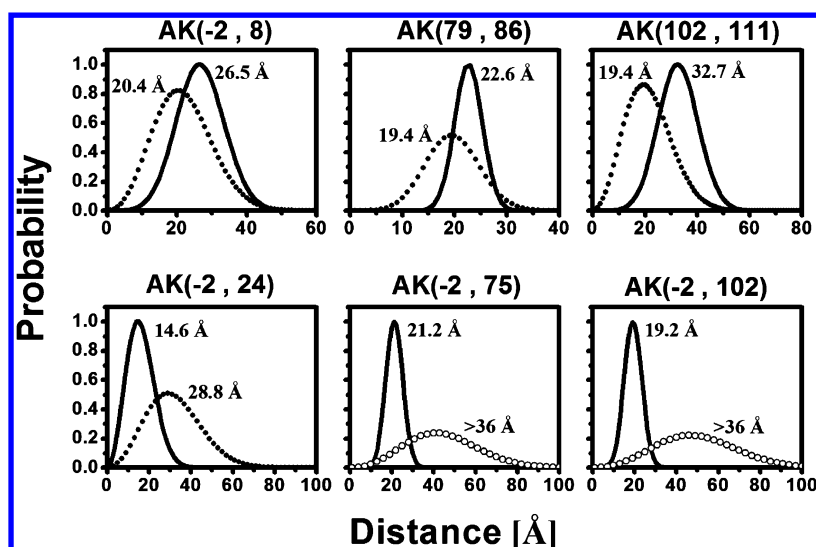 AK(-2 , 8) AK(79 , 86) AK(102 , 111)
1.0 20.4 Å 26.5 Å 22.6 Å 19.4 Å 32.7 Å
0.8
0.6 19.4 Å
0.4
0.2
0.0
0 20 40 60 0 10 20 30 40 0 20 40 60 80
Probability
AK(-2 , 24) AK(-2 , 75) AK(-2 , 102)
1.0 14.6 Å 21.2 Å 19.2 Å
0.8
0.6 28.8 Å
0.4 >36 Å >36 Å
0.2
0.0
0 20 40 60 80 100 0 20 40 60 80 100 0 20 40 60 80 100
Distance [Å]